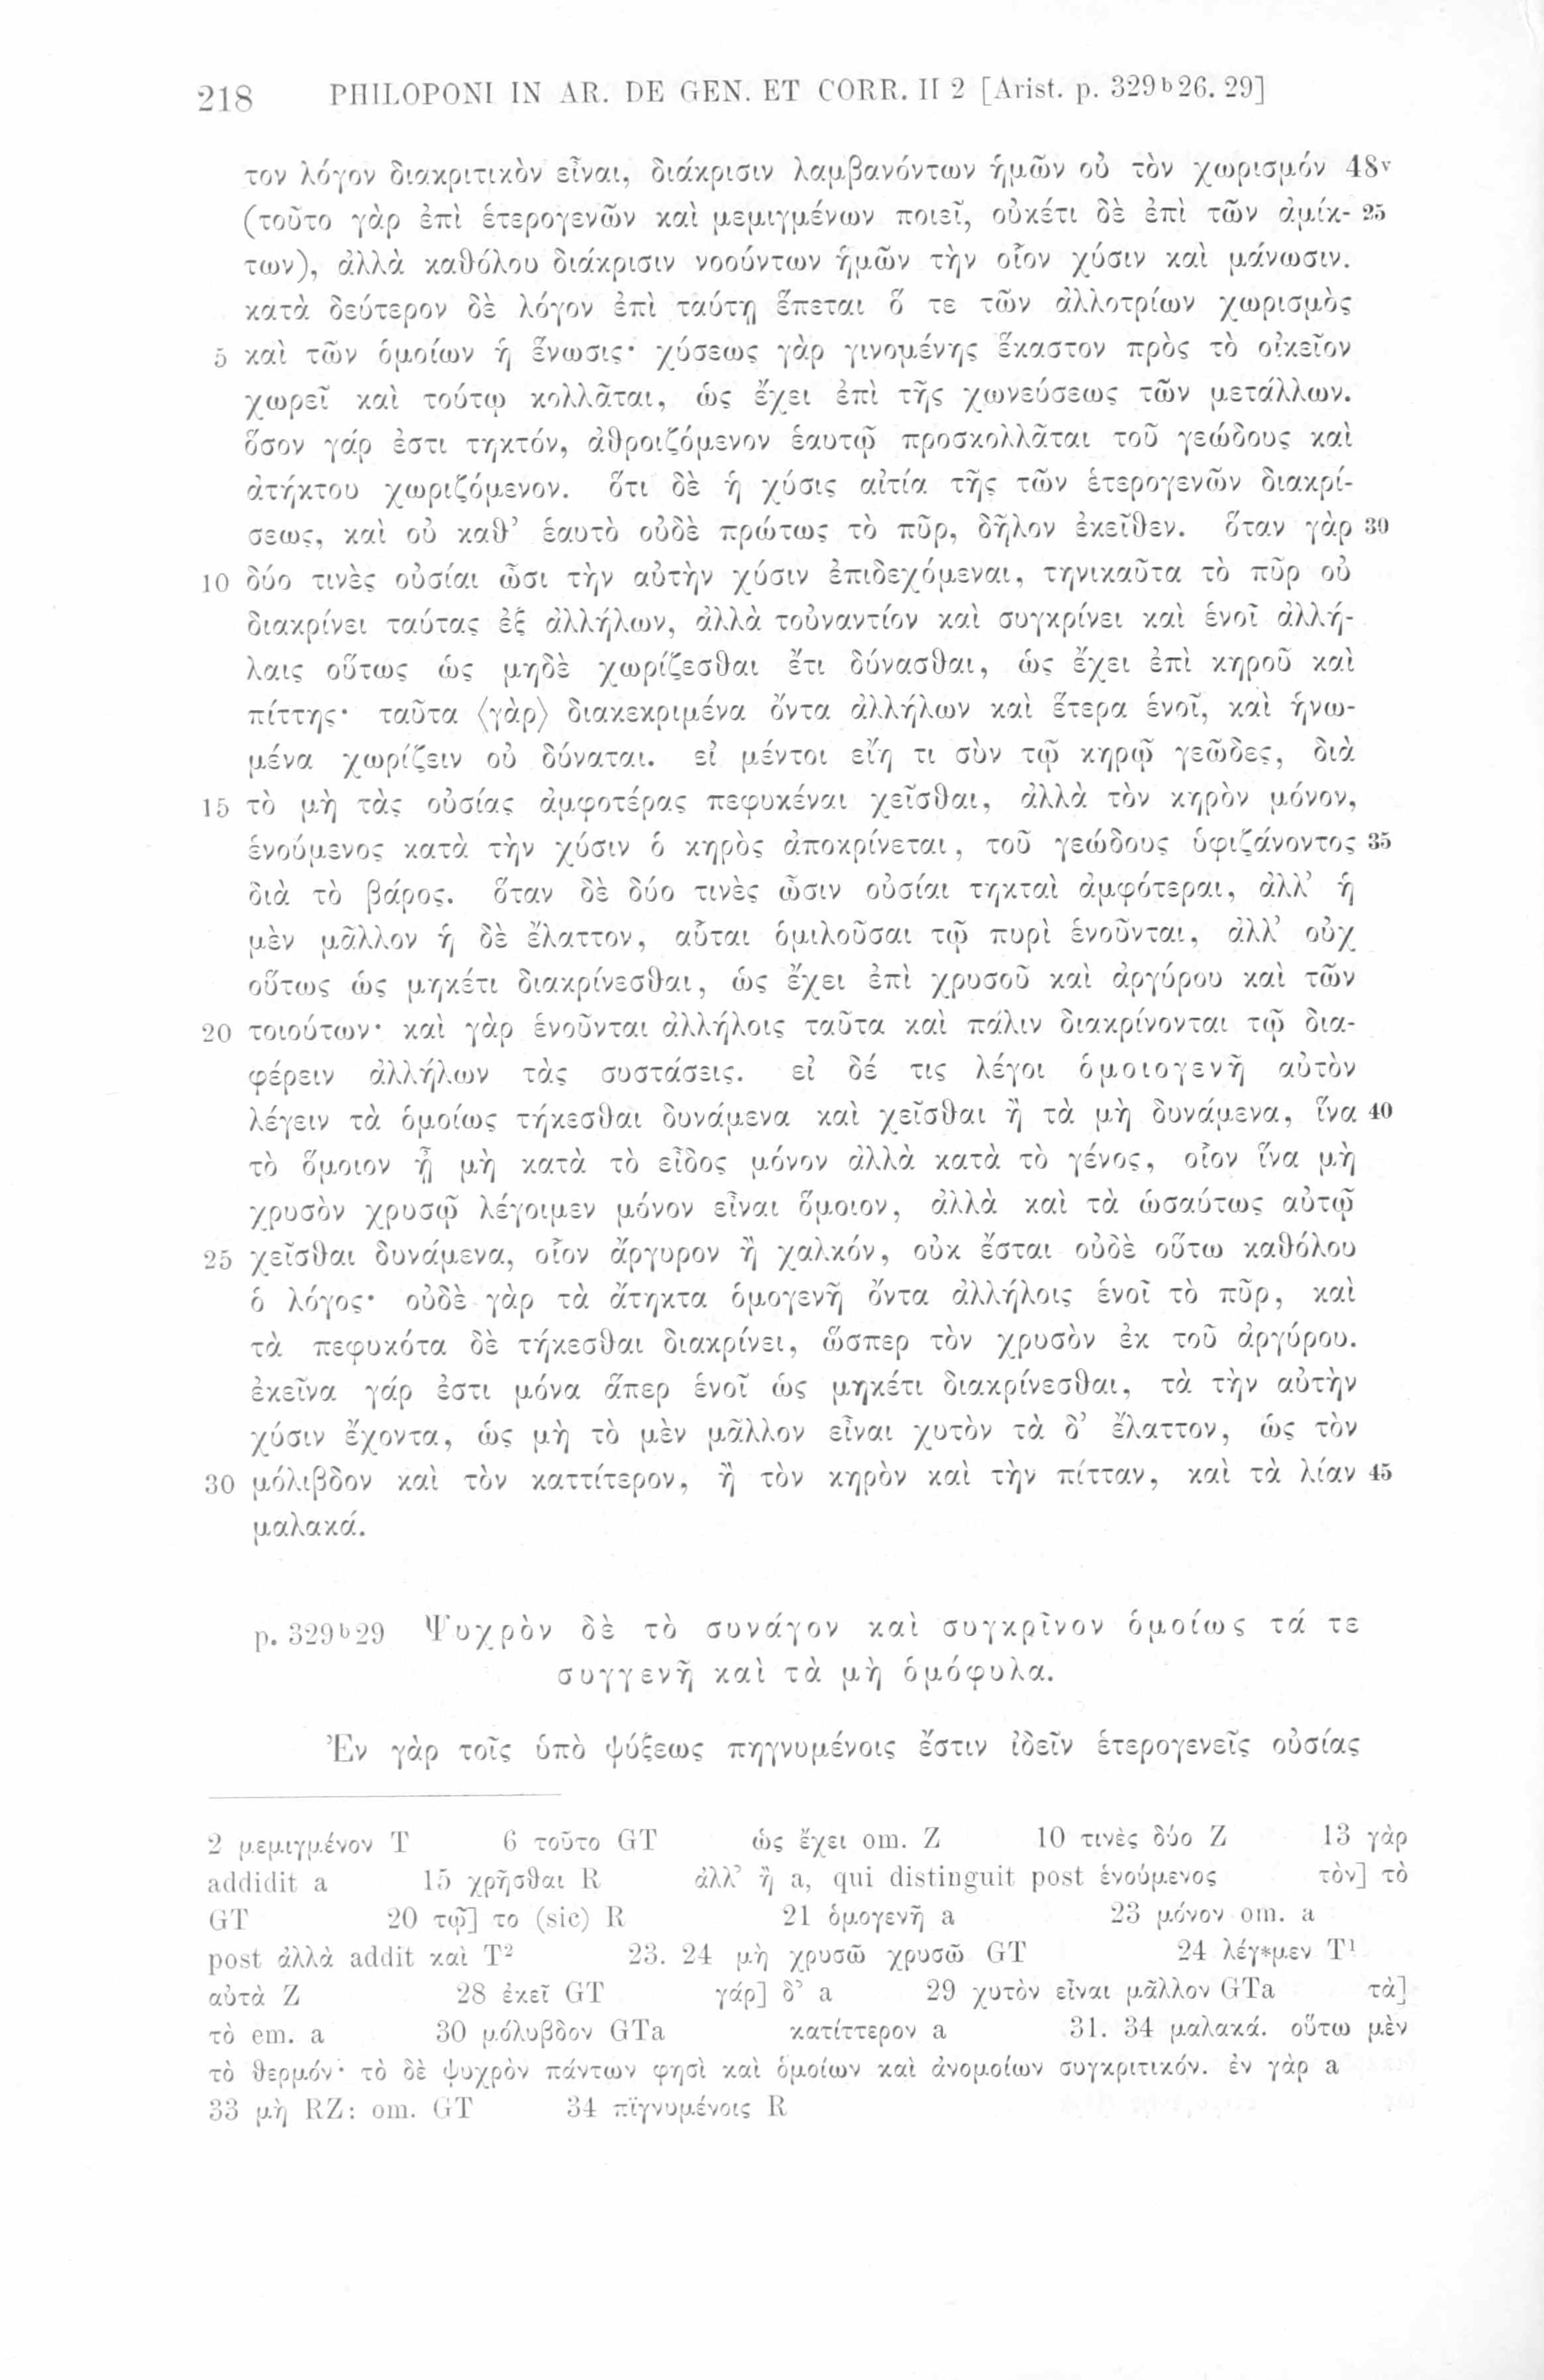 218 PHILOPONI IN AR. DE GEN. ET CORR. II 2 [Arist. p. 329b26. 29]
τον λόγον διακριτικὸν εἶναι, διάκρισιν λαμβανόντων ἡμῶν οὐ τὸν χωρισμόν 48v
(τοῦτο γὰρ ἐπὶ ἑτερογενῶν καὶ μεμιγμένων ποιεῖ, οὐκέτι δὲ ἐπὶ τῶν ἀμίκ- 25
των), ἀλλὰ καθόλου διάκρισιν νοούντων ἡμῶν τὴν οἷον χύσιν καὶ μάνωσιν.
κατὰ δεύτερον δὲ λόγον ἐπὶ ταύτῃ ἕπεται ὅ τε τῶν ἀλλοτρίων χωρισμὸς
5 καὶ τῶν ὁμοίων ἡ ἕνωσις· χύσεως γὰρ γινομένης ἕκαστον πρὸς τὸ οἰκεῖον
χωρεῖ καὶ τούτῳ κολλᾶται, ὡς ἔχει ἐπὶ τῆς χωνεύσεως τῶν μετάλλων.
ὅσον γάρ ἐστι τηκτόν, ἀθροιζόμενον ἑαυτῷ προσκολλᾶται τοῦ γεώδους καὶ
ἀτήκτου χωριζόμενον. ὅτι δὲ ἡ χύσις αἰτία τῆς τῶν ἑτερογενῶν διακρί-
σεως, καὶ οὐ καθ’ ἑαυτὸ οὐδὲ πρώτως τὸ πῦρ, δῆλον ἐκεῖθεν. ὅταν γὰρ 30
10 δύο τινὲς οὐσίαι ὦσι τὴν αὐτὴν χύσιν ἐπιδεχόμεναι, τηνικαῦτα τὸ πῦρ οὐ
διακρίνει ταύτας ἐξ ἀλλήλων, ἀλλὰ τοὐναντίον καὶ συγκρίνει καὶ ἑνοῖ ἀλλή-
λαις οὕτως ὡς μηδὲ χωρίζεσθαι ἔτι δύνασθαι, ὡς ἔχει ἐπὶ κηροῦ καὶ
πίττης· ταῦτα ⟨γὰρ⟩ διακεκριμένα ὄντα ἀλλήλων καὶ ἕτερα ἑνοῖ, καὶ ἡνω-
μένα χωρίζειν οὐ δύναται. εἰ μέντοι εἴη τι σὺν τῷ κηρῷ γεῶδες, διὰ
15 τὸ μὴ τὰς οὐσίας ἀμφοτέρας πεφυκέναι χεῖσθαι, ἀλλὰ τὸν κηρὸν μόνον,
ἑνούμενος κατὰ τὴν χύσιν ὁ κηρὸς ἀποκρίνεται, τοῦ γεώδους ὑφιζάνοντος 35
διὰ τὸ βάρος. ὅταν δὲ δύο τινὲς ὦσιν οὐσίαι τηκταὶ ἀμφότεραι, ἀλλ’ ἡ
μὲν μᾶλλον ἡ δὲ ἔλαττον, αὗται ὁμιλοῦσαι τῷ πυρὶ ἑνοῦνται, ἀλλ’ οὐχ
οὕτως ὡς μηκέτι διακρίνεσθαι, ὡς ἔχει ἐπὶ χρυσοῦ καὶ ἀργύρου καὶ τῶν
20 τοιούτων· καὶ γὰρ ἑνοῦνται ἀλλήλοις ταῦτα καὶ πάλιν διακρίνονται τῷ δια-
φέρειν ἀλλήλων τὰς συστάσεις. εἰ δέ τις λέγοι ὁμοιογενῆ αὐτὸν
λέγειν τὰ ὁμοίως τήκεσθαι δυνάμενα καὶ χεῖσθαι ἢ τὰ μὴ δυνάμενα, ἵνα 40
τὸ ὅμοιον ᾖ μὴ κατὰ τὸ εἶδος μόνον ἀλλὰ κατὰ τὸ γένος, οἷον ἵνα μὴ
χρυσὸν χρυσῷ λέγοιμεν μόνον εἶναι ὅμοιον, ἀλλὰ καὶ τὰ ὡσαύτως αὐτῷ
25 χεῖσθαι δυνάμενα, οἷον ἄργυρον ἢ χαλκόν, οὐκ ἔσται οὐδὲ οὕτω καθόλου
ὁ λόγος· οὐδὲ γὰρ τὰ ἄτηκτα ὁμογενῆ ὄντα ἀλλήλοις ἑνοῖ τὸ πῦρ, καὶ
τὰ πεφυκότα δὲ τήκεσθαι διακρίνει, ὥσπερ τὸν χρυσὸν ἐκ τοῦ ἀργύρου.
ἐκεῖνα γάρ ἐστι μόνα ἅπερ ἑνοῖ ὡς μηκέτι διακρίνεσθαι, τὰ τὴν αὐτὴν
χύσιν ἔχοντα, ὡς μὴ τὸ μὲν μᾶλλον εἶναι χυτὸν τὰ δ’ ἔλαττον, ὡς τὸν
30 μόλιβδον καὶ τὸν καττίτερον, ἢ τὸν κηρὸν καὶ τὴν πίτταν, καὶ τὰ λίαν 45
μαλακά.
p. 329b29 Ψυχρὸν δὲ τὸ συνάγον καὶ συγκρῖνον ὁμοίως τά τε
συγγενῆ καὶ τὰ μὴ ὁμόφυλα.
Ἐν γὰρ τοῖς ὑπὸ ψύξεως πηγνυμένοις ἔστιν ἰδεῖν ἑτερογενεῖς οὐσίας
2 μεμιγμένον T 6 τοῦτο GT ὡς ἔχει om. Z 10 τινὲς δύο Z 13 γὰρ
addidit a 15 χρῆσθαι R ἀλλ’ ἢ a, qui distinguit post ἑνούμενος τὸν] τὸ
GT 20 τῷ] το (sic) R 21 ὁμογενῆ a 23 μόνον om. a
post ἀλλὰ addit καὶ T2 23. 24 μὴ χρυσῶ χρυσῶ GT 24 λέγ*μεν T1
αὐτὰ Z 28 ἐκεῖ GT γάρ] δ’ a 29 χυτὸν εἶναι μᾶλλον GTa τὰ]
τὸ em. a 30 μόλυβδον GTa κατίττερον a 31. 34 μαλακά. οὕτω μὲν
τὸ θερμόν· τὸ δὲ ψυχρὸν πάντων φησὶ καὶ ὁμοίων καὶ ἀνομοίων συγκριτικόν. ἐν γὰρ a
33 μὴ RZ: om. GT 34 πϊγνυμένοις R